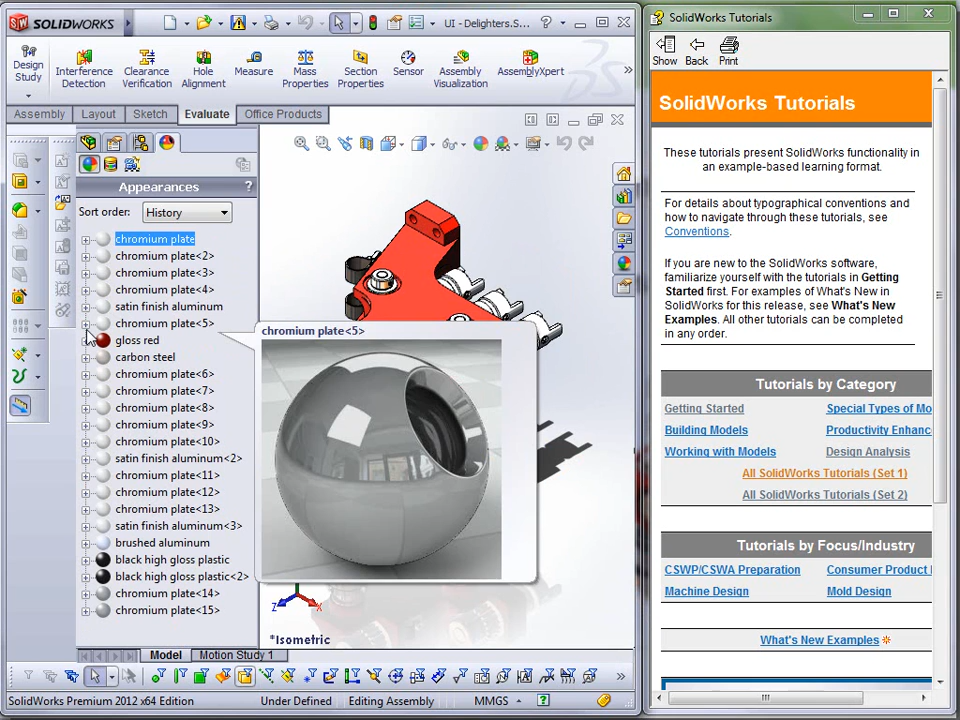 SOLIDWORKS
UI - Delighters.S...
Design Study
Interference Detection
Clearance Verification
Hole Alignment
Measure
Mass Properties
Section Properties
Sensor
Assembly Visualization
AssemblyXpert
Assembly
Layout
Sketch
Evaluate
Office Products
Appearances
?
Sort order:
History
chromium plate
chromium plate<2>
chromium plate<3>
chromium plate<4>
satin finish aluminum
chromium plate<5>
gloss red
carbon steel
chromium plate<6>
chromium plate<7>
chromium plate<8>
chromium plate<9>
chromium plate<10>
satin finish aluminum<2>
chromium plate<11>
chromium plate<12>
chromium plate<13>
satin finish aluminum<3>
brushed aluminum
black high gloss plastic
black high gloss plastic<2>
chromium plate<14>
chromium plate<15>
chromium plate<5>
Z
X
*Isometric
Model
Motion Study 1
SolidWorks Premium 2012 x64 Edition
Under Defined
Editing Assembly
MMGS
?
SolidWorks Tutorials
Show
Back
Print
SolidWorks Tutorials
These tutorials present SolidWorks functionality in
an example-based learning format.
For details about typographical conventions and
how to navigate through these tutorials, see
Conventions.
If you are new to the SolidWorks software,
familiarize yourself with the tutorials in Getting
Started first. For examples of What's New in
SolidWorks for this release, see What's New
Examples. All other tutorials can be completed
in any order.
Tutorials by Category
Getting Started
Special Types of Mo
Building Models
Productivity Enhanc
Working with Models
Design Analysis
All SolidWorks Tutorials (Set 1)
All SolidWorks Tutorials (Set 2)
Tutorials by Focus/Industry
CSWP/CSWA Preparation
Consumer Product
Machine Design
Mold Design
What's New Examples